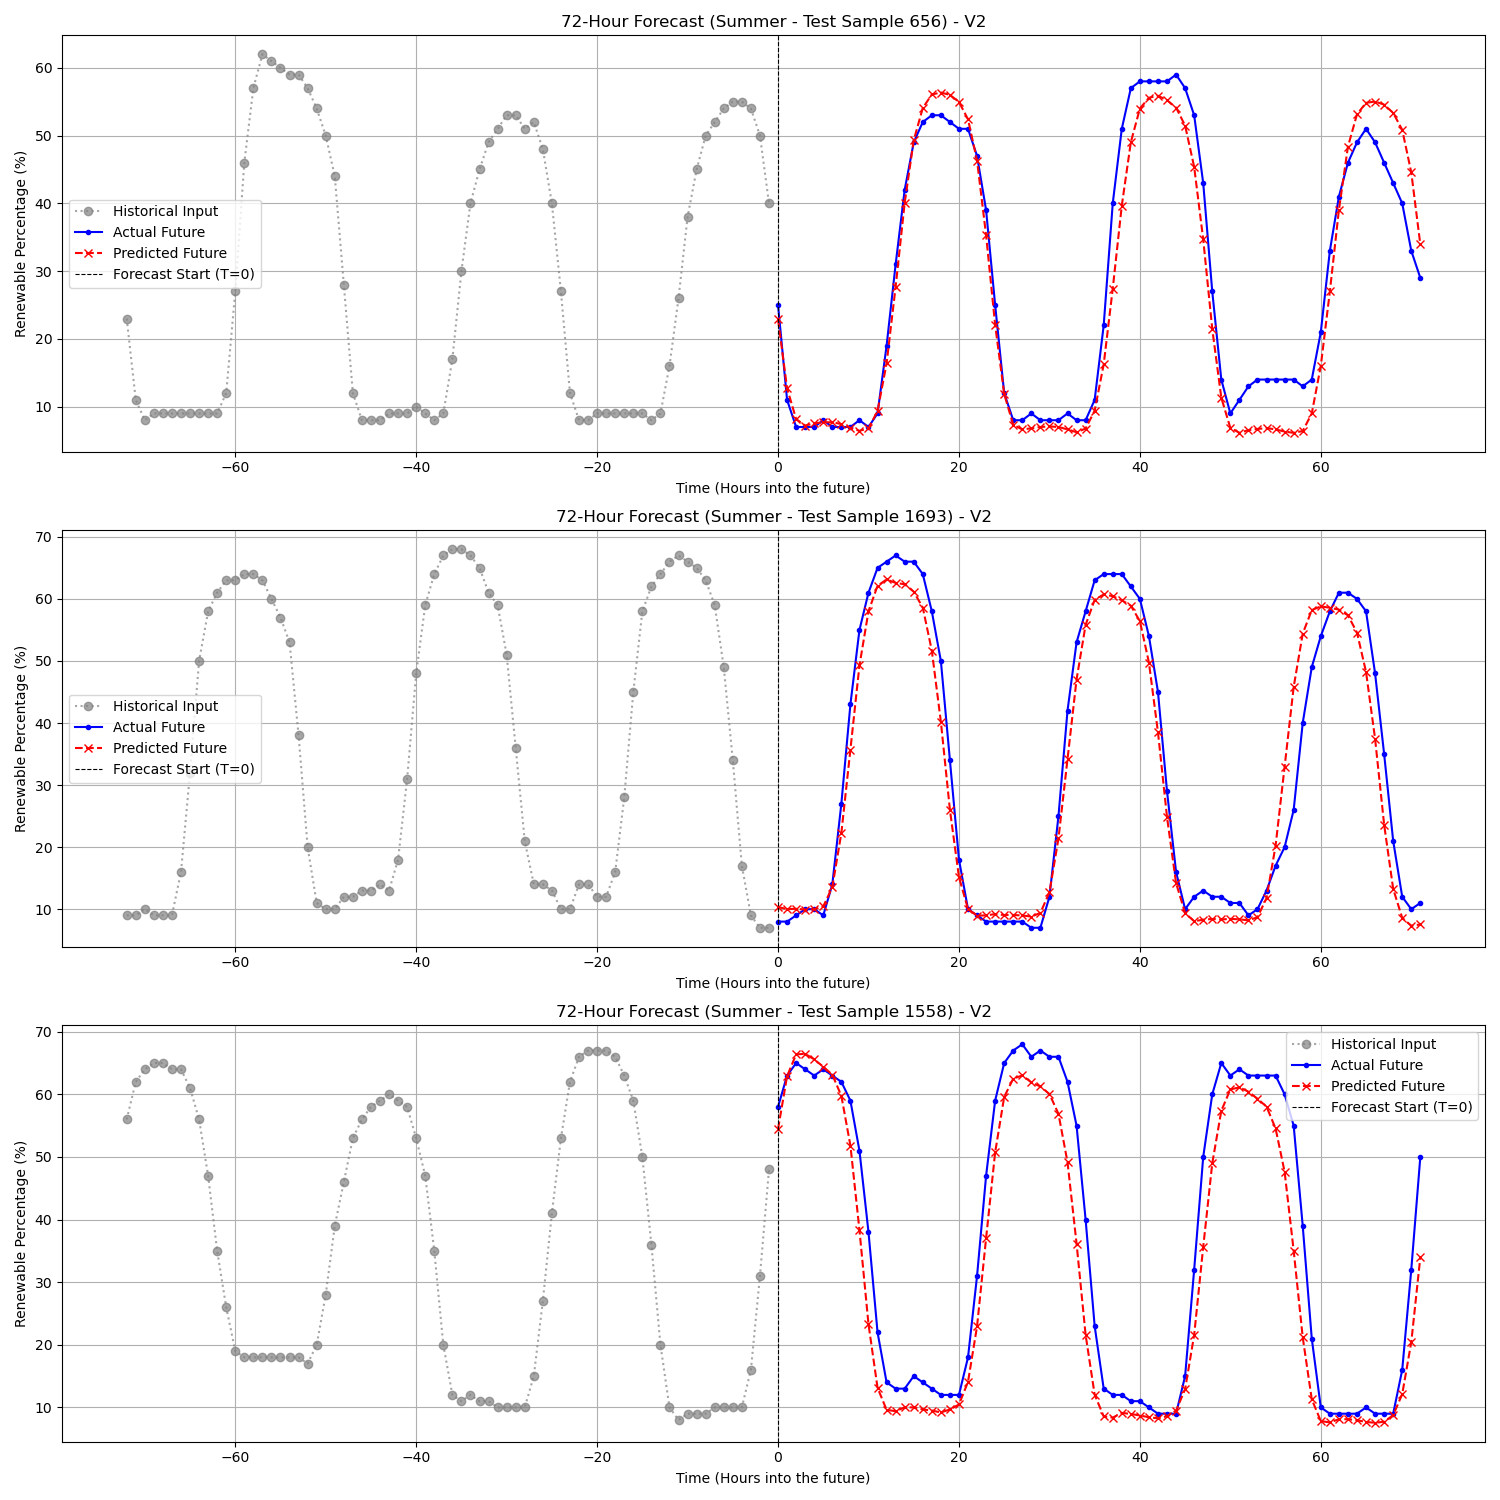 72-Hour Forecast (Summer - Test Sample 656) - V2
Renewable Percentage (%)
60
50
40
30
20
10
Historical Input
Actual Future
Predicted Future
Forecast Start (T=0)
−60 −40 −20 0 20 40 60
Time (Hours into the future)
72-Hour Forecast (Summer - Test Sample 1693) - V2
Renewable Percentage (%)
70
60
50
40
30
20
10
Historical Input
Actual Future
Predicted Future
Forecast Start (T=0)
−60 −40 −20 0 20 40 60
Time (Hours into the future)
72-Hour Forecast (Summer - Test Sample 1558) - V2
Renewable Percentage (%)
70
60
50
40
30
20
10
Historical Input
Actual Future
Predicted Future
Forecast Start (T=0)
−60 −40 −20 0 20 40 60
Time (Hours into the future)